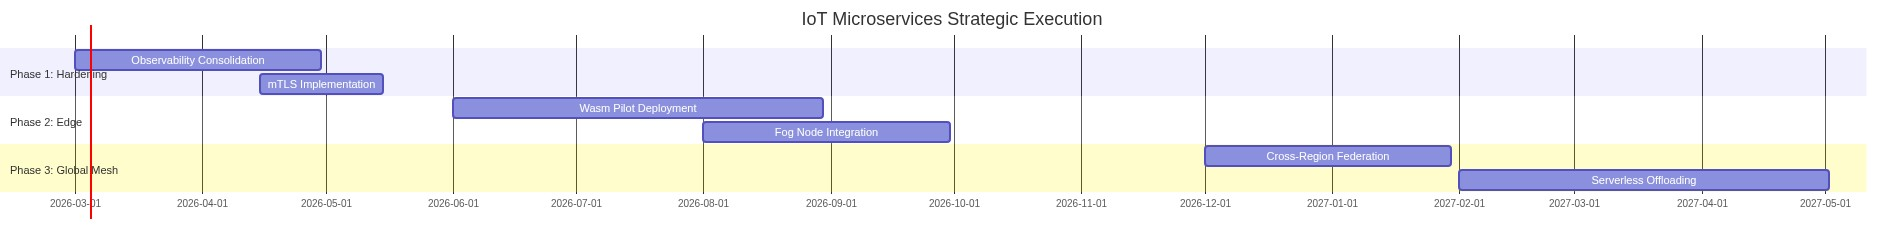 IoT Microservices Strategic Execution
Observability Consolidation
Phase 1: Hardening
mTLS Implementation
Wasm Pilot Deployment
Phase 2: Edge
Fog Node Integration
Cross-Region Federation
Phase 3: Global Mesh
Serverless Offloading
2026-03-01 2026-04-01 2026-05-01 2026-06-01 2026-07-01 2026-08-01 2026-09-01 2026-10-01 2026-11-01 2026-12-01 2027-01-01 2027-02-01 2027-03-01 2027-04-01 2027-05-01